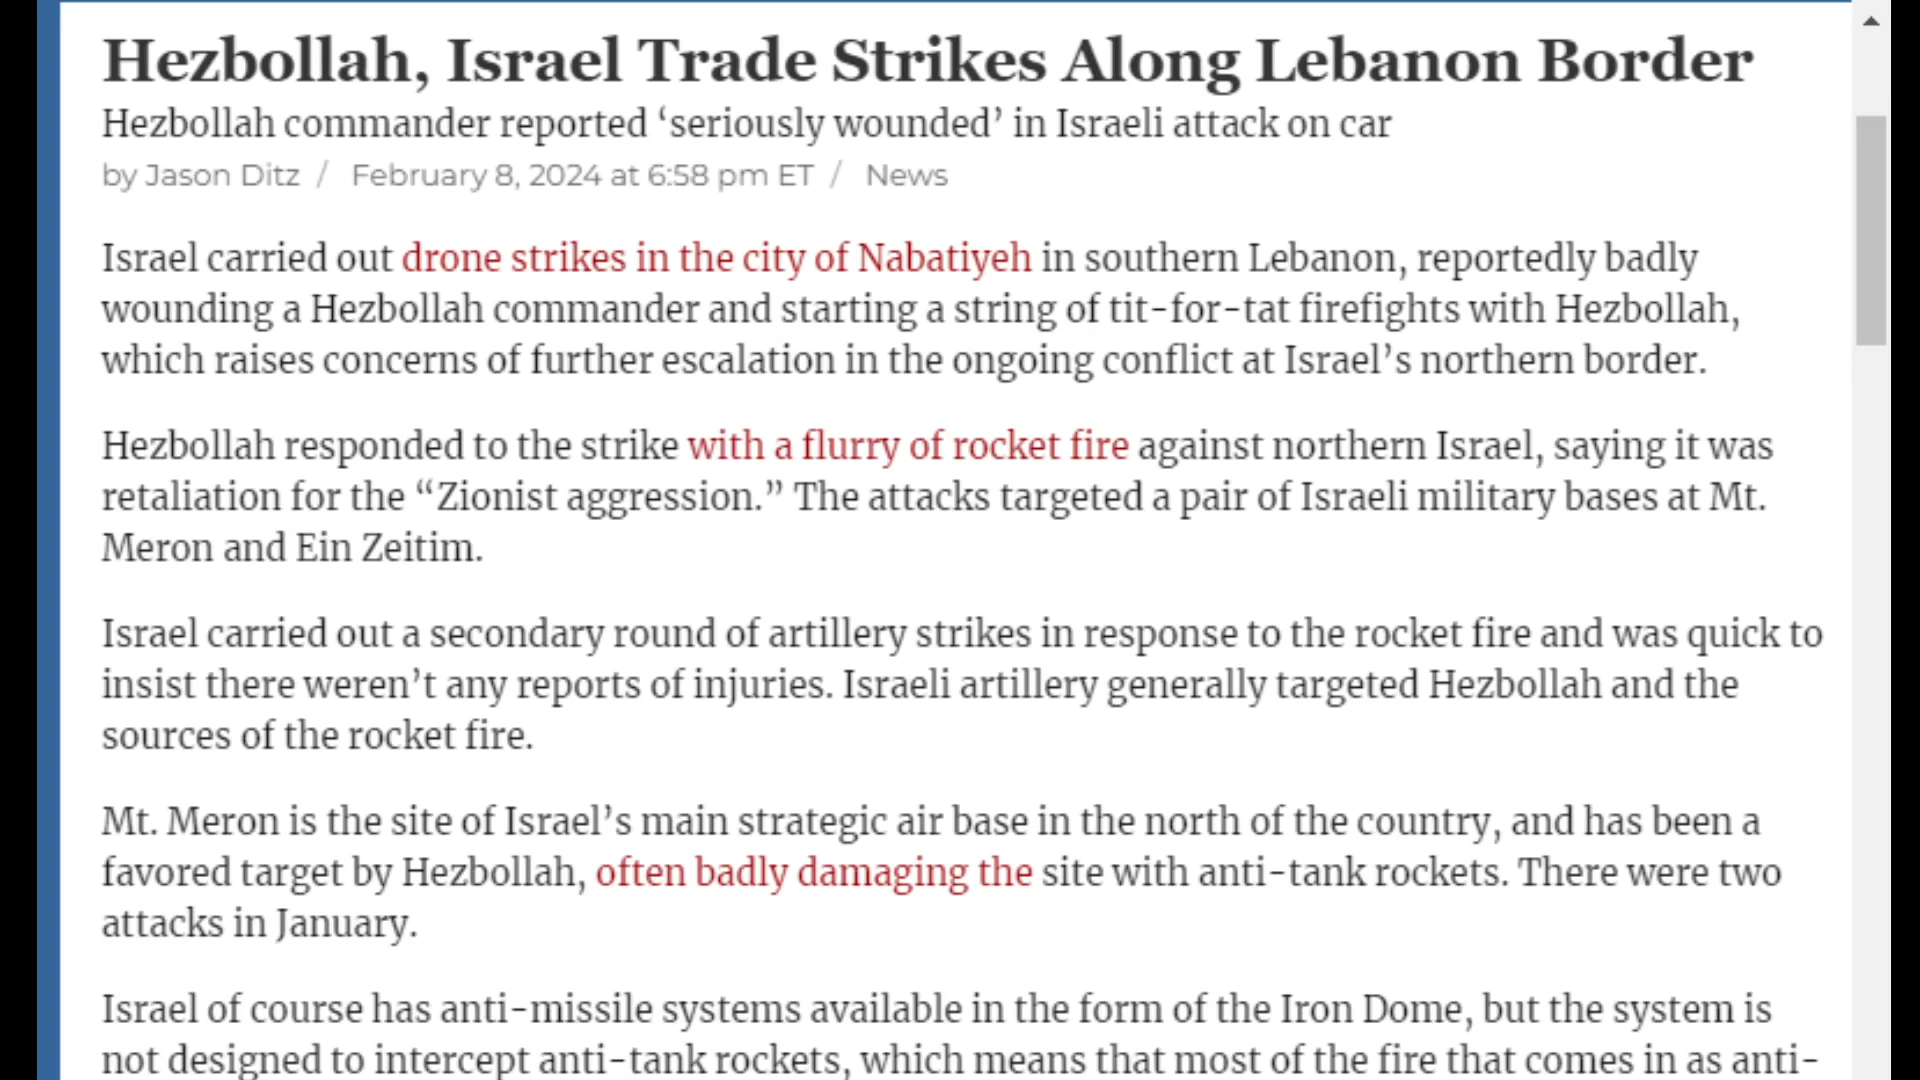 Hezbollah, Israel Trade Strikes Along Lebanon Border
Hezbollah commander reported ‘seriously wounded’ in Israeli attack on car
by Jason Ditz / February 8, 2024 at 6:58 pm ET / News
Israel carried out drone strikes in the city of Nabatiyeh in southern Lebanon, reportedly badly
wounding a Hezbollah commander and starting a string of tit-for-tat firefights with Hezbollah,
which raises concerns of further escalation in the ongoing conflict at Israel’s northern border.
Hezbollah responded to the strike with a flurry of rocket fire against northern Israel, saying it was
retaliation for the “Zionist aggression.” The attacks targeted a pair of Israeli military bases at Mt.
Meron and Ein Zeitim.
Israel carried out a secondary round of artillery strikes in response to the rocket fire and was quick to
insist there weren’t any reports of injuries. Israeli artillery generally targeted Hezbollah and the
sources of the rocket fire.
Mt. Meron is the site of Israel’s main strategic air base in the north of the country, and has been a
favored target by Hezbollah, often badly damaging the site with anti-tank rockets. There were two
attacks in January.
Israel of course has anti-missile systems available in the form of the Iron Dome, but the system is
not designed to intercept anti-tank rockets, which means that most of the fire that comes in as anti-